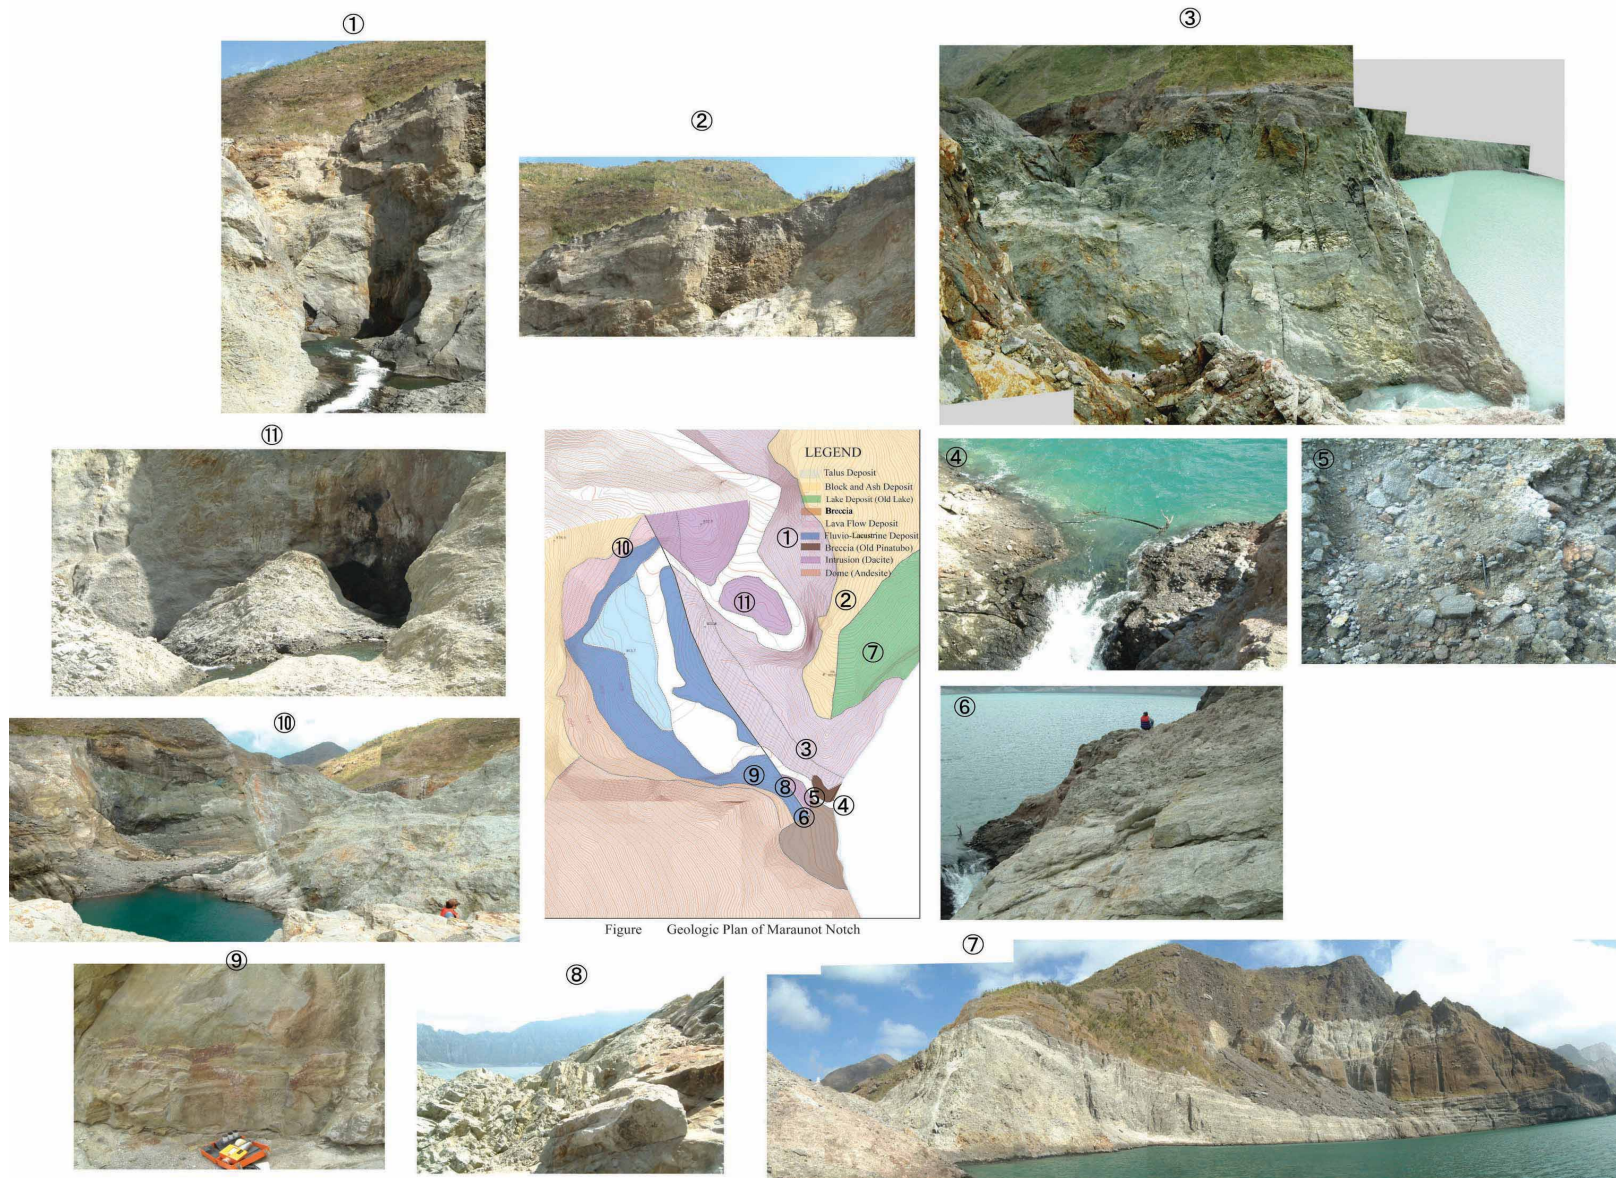 ①
②
③
⑪
④
⑤
LEGEND
Talus Deposit
Block and Ash Deposit
Lake Deposit (Old Lake)
Breccia
Lava Flow Deposit
Fluvio-Lacustrine Deposit
Breccia (Old Pinatubo)
Intrusion (Dacite)
Dome (Andesite)
①
⑩
②
⑪
⑦
③
⑨
⑧
⑤
④
⑥
⑥
⑩
Figure Geologic Plan of Maraunot Notch
⑨
⑧
⑦